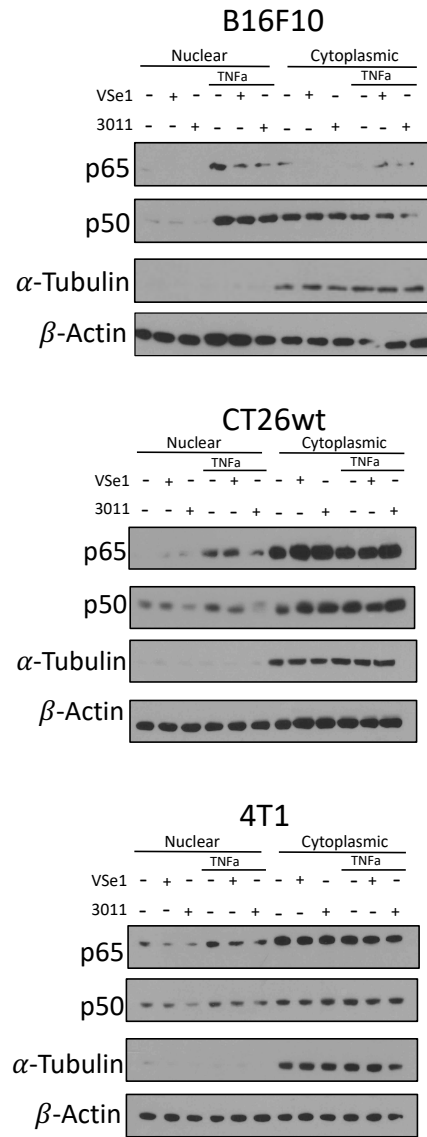 B16F10
Nuclear Cytoplasmic
TNFa TNFa
VSe1 - + - - + - - + - - + -
3011 - - + - - + - - + - - +
p65
p50
α-Tubulin
β-Actin
CT26wt
Nuclear Cytoplasmic
TNFa TNFa
VSe1 - + - - + - - + - - + -
3011 - - + - - + - - + - - +
p65
p50
α-Tubulin
β-Actin
4T1
Nuclear Cytoplasmic
TNFa TNFa
VSe1 - + - - + - - + - - + -
3011 - - + - - + - - + - - +
p65
p50
α-Tubulin
β-Actin